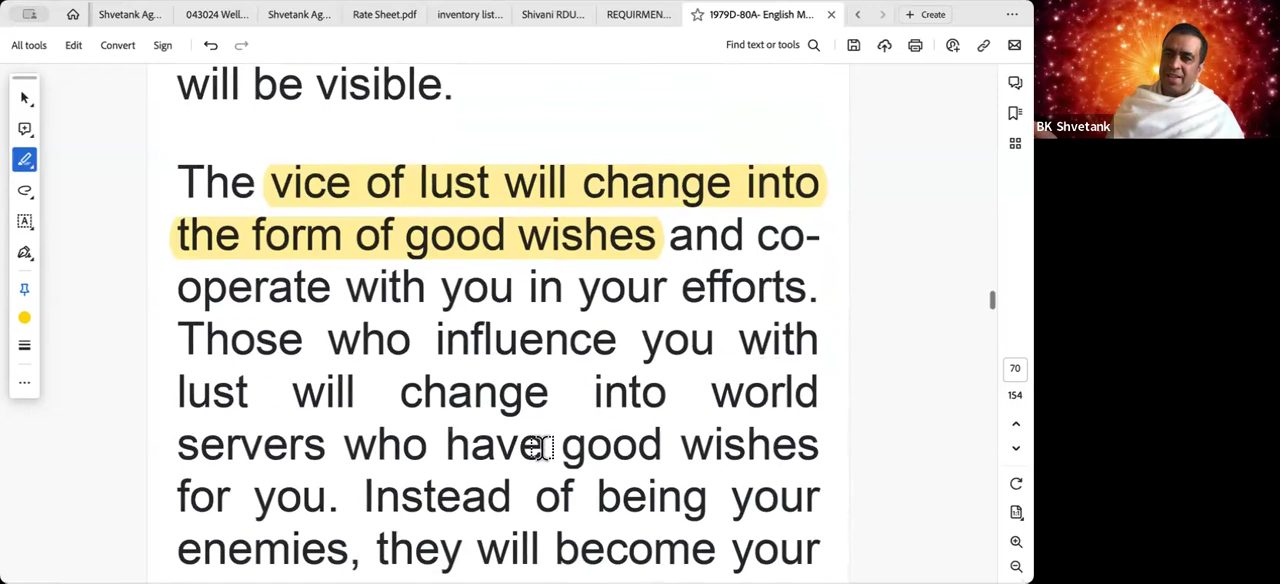 Shvetank Ag...
043024 Well...
Shvetank Ag...
Rate Sheet.pdf
inventory list...
Shivani RDU...
REQUIRMEN...
1979D-80A- English M...
Create
All tools
Edit
Convert
Sign
Find text or tools
BK Shvetank
will be visible.
The vice of lust will change into
the form of good wishes and co-
operate with you in your efforts.
Those who influence you with
lust will change into world
servers who have good wishes
for you. Instead of being your
enemies, they will become your
70
154